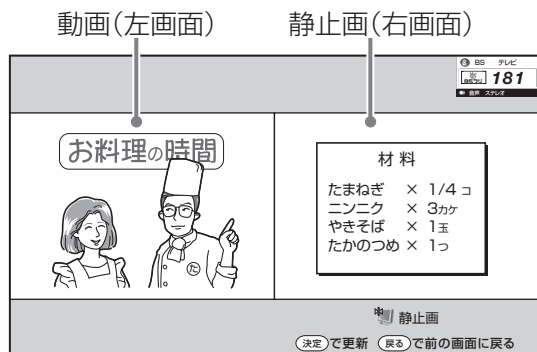 動画(左画面)
静止画(右画面)
BS テレビ
181
音声 ステレオ
お料理の時間
材料
たまねぎ × 1/4 コ
ニンニク × 3カケ
やきそば × 1玉
たかのつめ × 1つ
静止画
決定で更新 戻るで前の画面に戻る